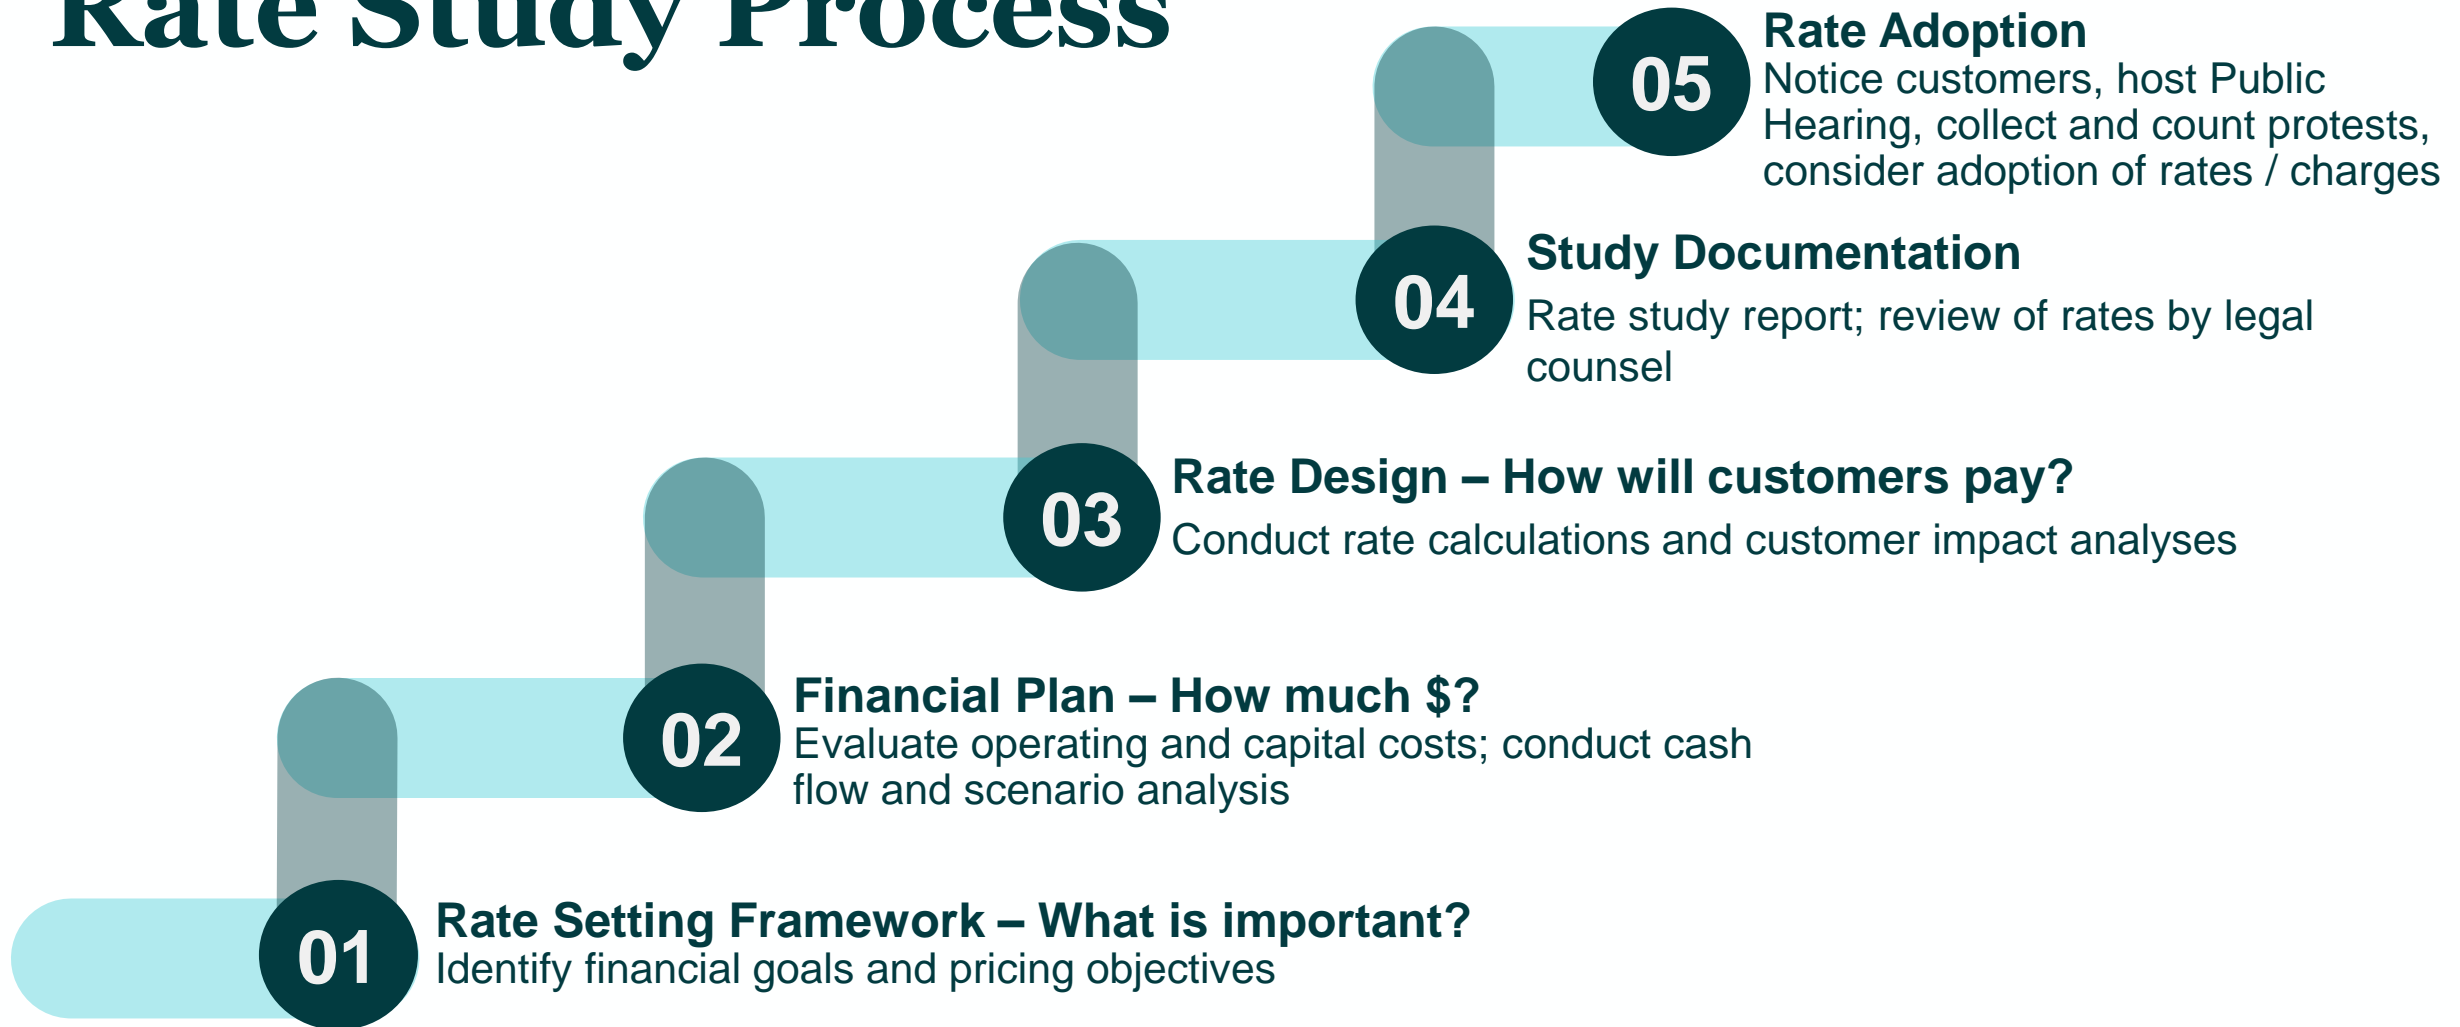 Rate Study Process
05
Rate Adoption
Notice customers, host Public
Hearing, collect and count protests,
consider adoption of rates / charges
04
Study Documentation
Rate study report; review of rates by legal
counsel
03
Rate Design – How will customers pay?
Conduct rate calculations and customer impact analyses
02
Financial Plan – How much $?
Evaluate operating and capital costs; conduct cash
flow and scenario analysis
01
Rate Setting Framework – What is important?
Identify financial goals and pricing objectives